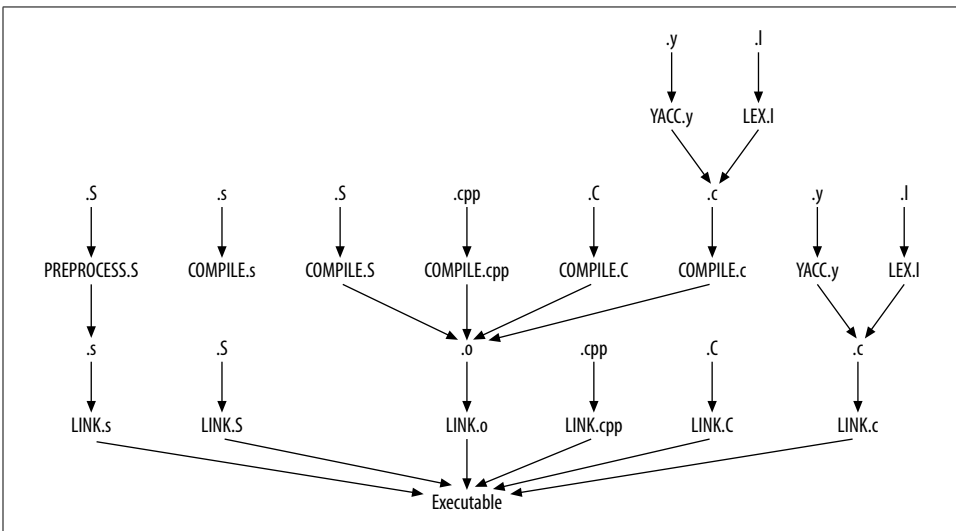 .y .l
YACC.y LEX.l
.S .s .S .cpp .C .c .y .l
PREPROCESS.S COMPILE.s COMPILE.S COMPILE.cpp COMPILE.C COMPILE.c YACC.y LEX.l
.s .S .o .cpp .C .c
LINK.s LINK.S LINK.o LINK.cpp LINK.C LINK.c
Executable